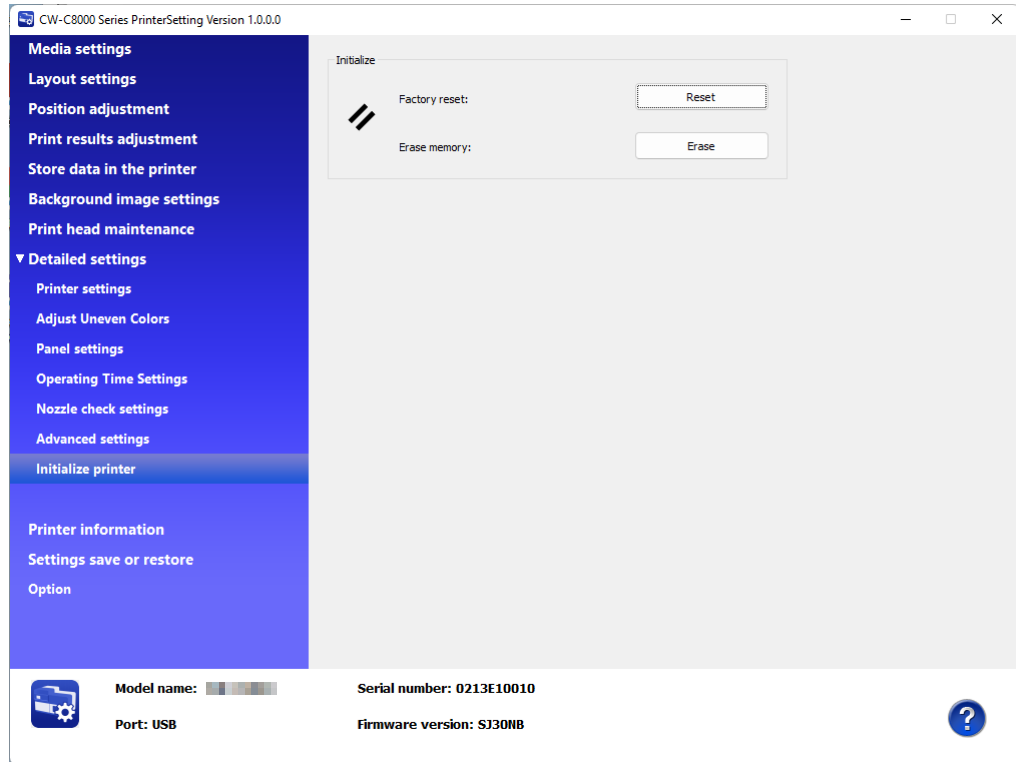 CW-C8000 Series PrinterSetting Version 1.0.0.0
Media settings
Layout settings
Position adjustment
Print results adjustment
Store data in the printer
Background image settings
Print head maintenance
Detailed settings
Printer settings
Adjust Uneven Colors
Panel settings
Operating Time Settings
Nozzle check settings
Advanced settings
Initialize printer
Printer information
Settings save or restore
Option
Initialize
Factory reset:
Reset
Erase memory:
Erase
Model name:
Serial number: 0213E10010
Port: USB
Firmware version: SJ30NB
?